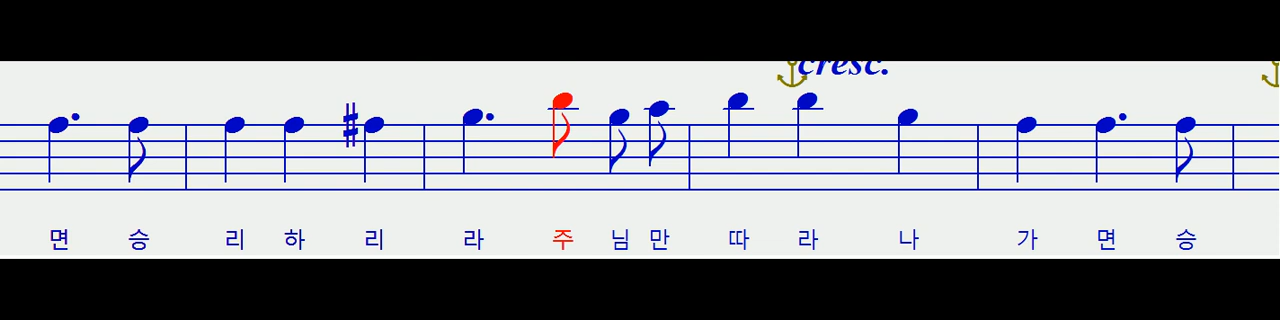 cresc.
면 승 리 하 리 라 주 님 만 따 라 나 가 면 승